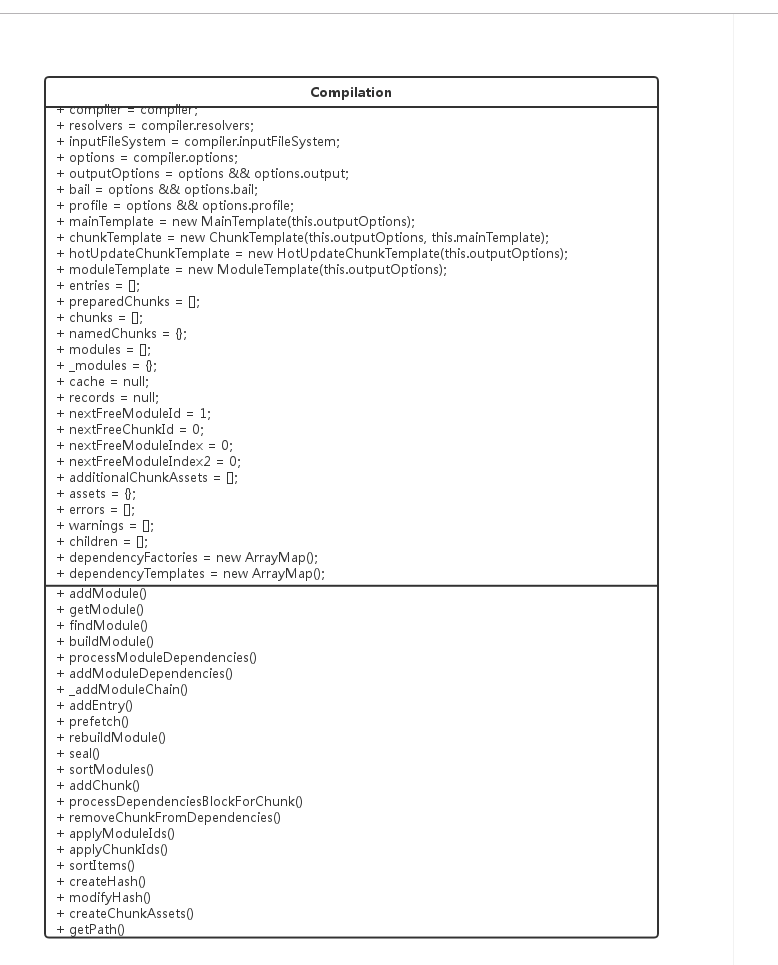 Compilation
+ compiler = compiler;
+ resolvers = compiler.resolvers;
+ inputFileSystem = compiler.inputFileSystem;
+ options = compiler.options;
+ outputOptions = options && options.output;
+ bail = options && options.bail;
+ profile = options && options.profile;
+ mainTemplate = new MainTemplate(this.outputOptions);
+ chunkTemplate = new ChunkTemplate(this.outputOptions, this.mainTemplate);
+ hotUpdateChunkTemplate = new HotUpdateChunkTemplate(this.outputOptions);
+ moduleTemplate = new ModuleTemplate(this.outputOptions);
+ entries = [];
+ preparedChunks = [];
+ chunks = [];
+ namedChunks = {};
+ modules = [];
+ _modules = {};
+ cache = null;
+ records = null;
+ nextFreeModuleId = 1;
+ nextFreeChunkId = 0;
+ nextFreeModuleIndex = 0;
+ nextFreeModuleIndex2 = 0;
+ additionalChunkAssets = [];
+ assets = {};
+ errors = [];
+ warnings = [];
+ children = [];
+ dependencyFactories = new ArrayMap();
+ dependencyTemplates = new ArrayMap();
+ addModule()
+ getModule()
+ findModule()
+ buildModule()
+ processModuleDependencies()
+ addModuleDependencies()
+ _addModuleChain()
+ addEntry()
+ prefetch()
+ rebuildModule()
+ seal()
+ sortModules()
+ addChunk()
+ processDependenciesBlockForChunk()
+ removeChunkFromDependencies()
+ applyModuleIds()
+ applyChunkIds()
+ sortItems()
+ createHash()
+ modifyHash()
+ createChunkAssets()
+ getPath()